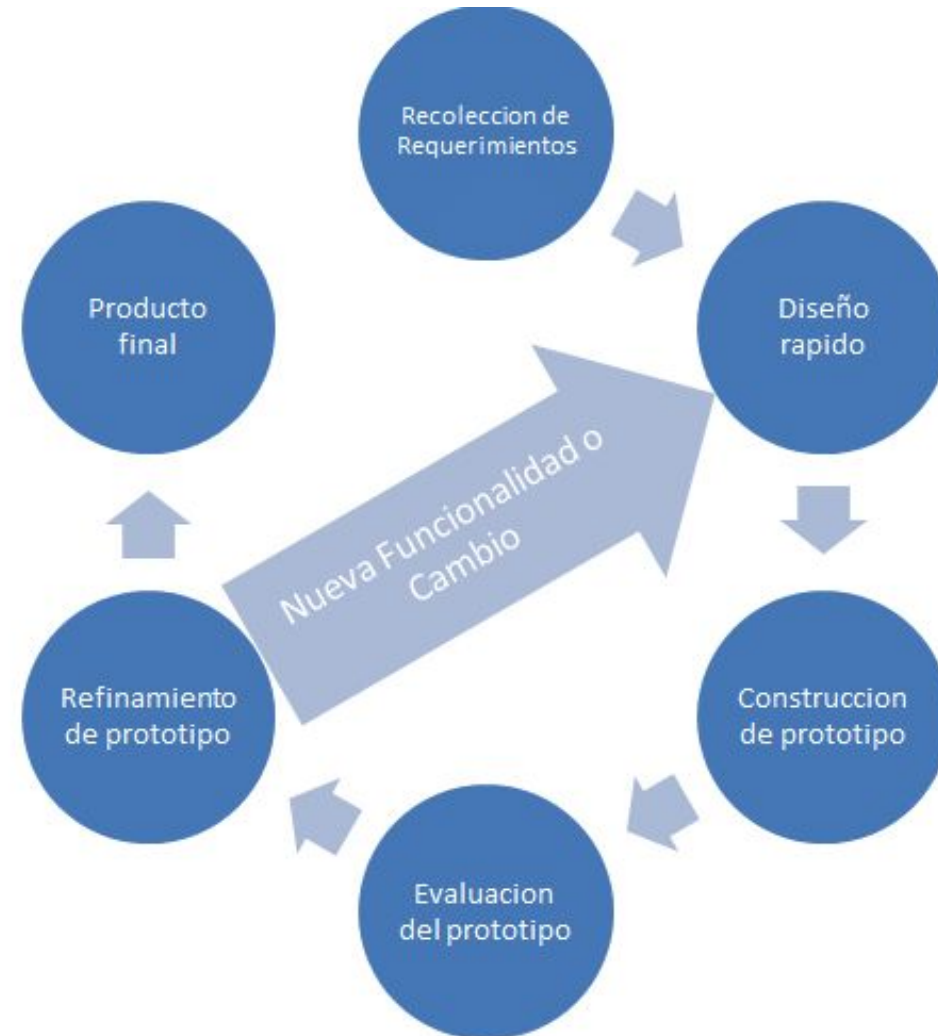 Recoleccion de
Requerimientos
Diseño
rapido
Construccion
de prototipo
Evaluacion
del prototipo
Refinamiento
de prototipo
Producto
final
Nueva Funcionalidad o
Cambio